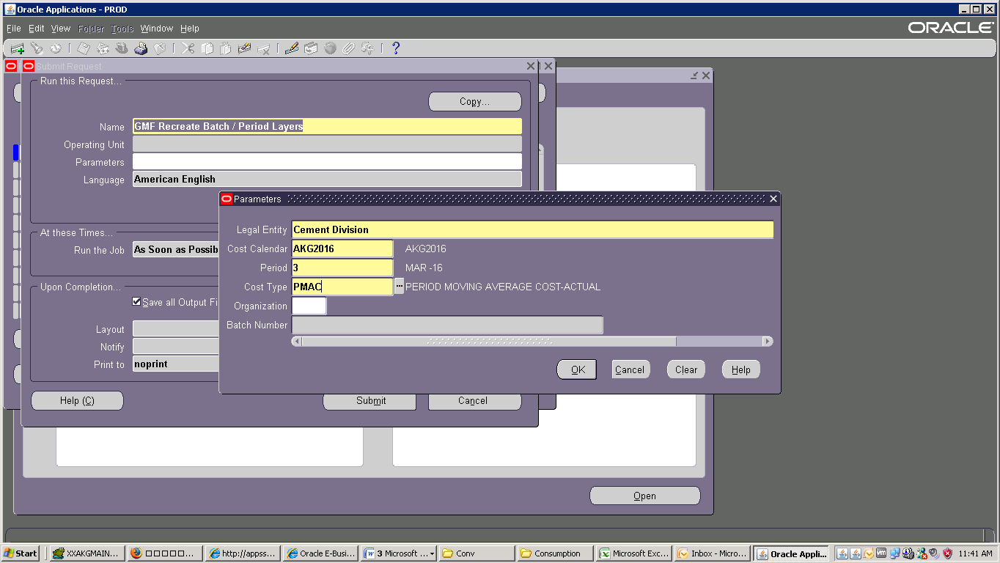 Oracle Applications - PROD
File Edit View Folder Tools Window Help
ORACLE
Submit Request
Run this Request...
Copy...
Name GMF Recreate Batch / Period Layers
Operating Unit
Parameters
Language American English
Parameters
Legal Entity Cement Division
Cost Calendar AKG2016 AKG2016
Period 3 MAR -16
Cost Type PMAC PERIOD MOVING AVERAGE COST-ACTUAL
Organization
Batch Number
OK Cancel Clear Help
At these Times...
Run the Job As Soon as Possib
Upon Completion...
Save all Output Fi
Layout
Notify
Print to noprint
Help (C) Submit Cancel
Open
Start XXAKGMAIN... http://appss... Oracle E-Busi... 3 Microsoft ... Conv Consumption Microsoft Exc... Inbox - Micro... Oracle Appli... 11:41 AM